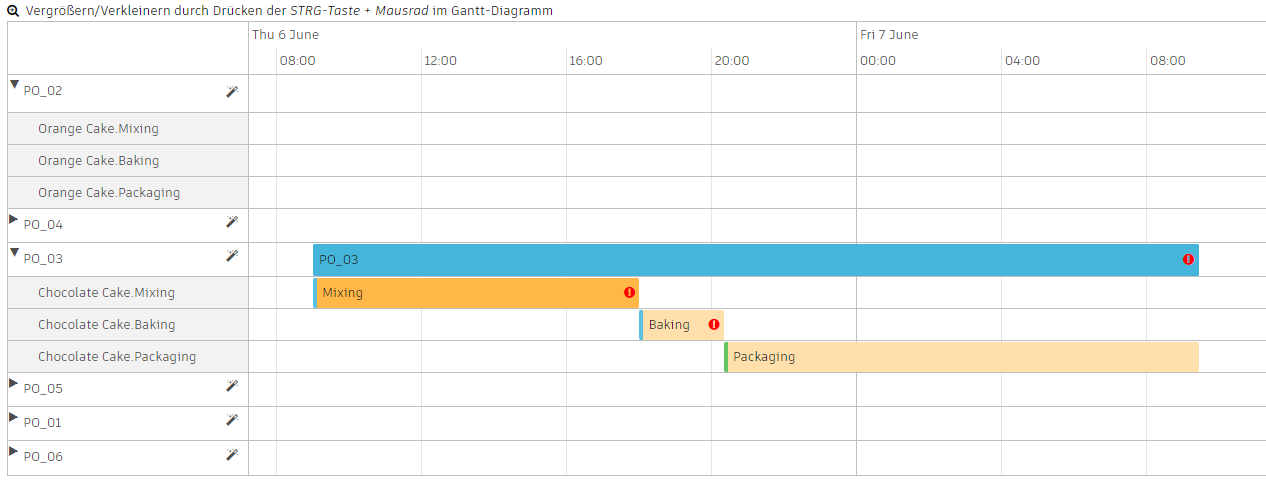 Vergrößern/Verkleinern durch Drücken der STRG-Taste + Mausrad im Gantt-Diagramm
Thu 6 June Fri 7 June
08:00 12:00 16:00 20:00 00:00 04:00 08:00
PO_02
Orange Cake.Mixing
Orange Cake.Baking
Orange Cake.Packaging
PO_04
PO_03 PO_03
Chocolate Cake.Mixing Mixing
Chocolate Cake.Baking Baking
Chocolate Cake.Packaging Packaging
PO_05
PO_01
PO_06